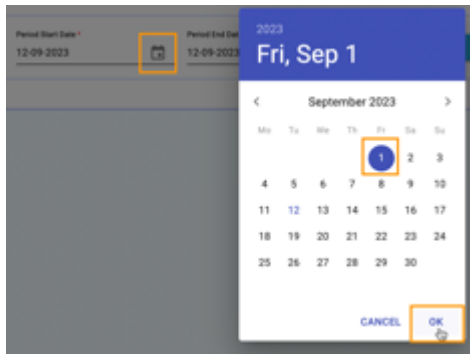 Period Start Date *
12-09-2023
Period End Dat
12-09-2023
2023
Fri, Sep 1
September 2023
Mo Tu We Th Fr Sa Su
1 2 3
4 5 6 7 8 9 10
11 12 13 14 15 16 17
18 19 20 21 22 23 24
25 26 27 28 29 30
CANCEL OK